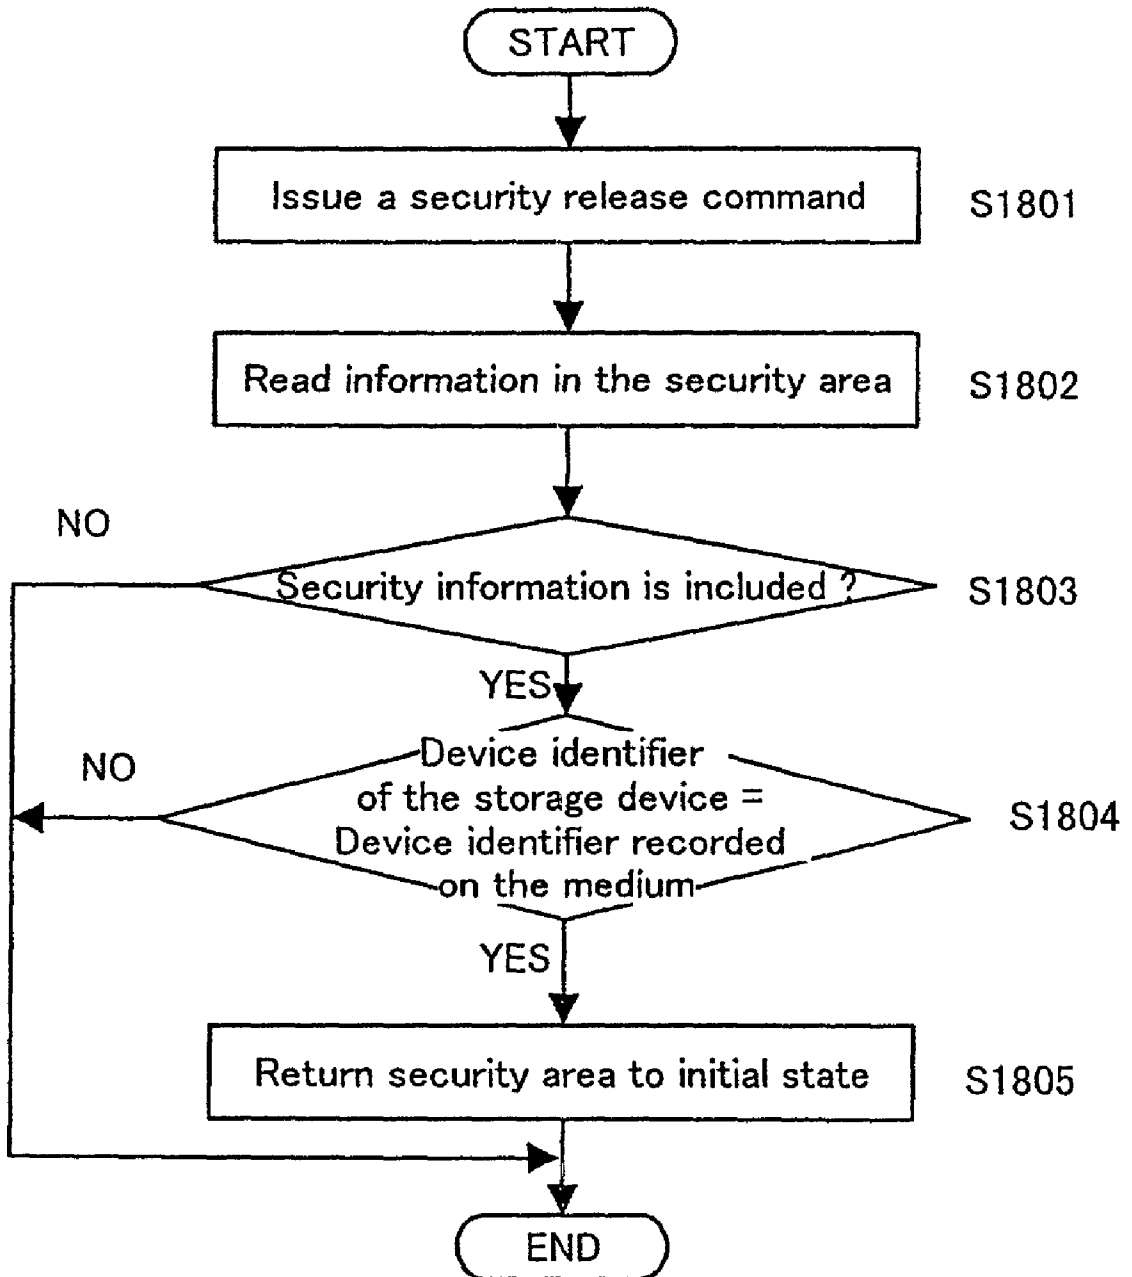 START
Issue a security release command
S1801
Read information in the security area
S1802
NO
Security information is included ?
S1803
YES
NO
Device identifier
of the storage device =
Device identifier recorded
on the medium
S1804
YES
Return security area to initial state
S1805
END